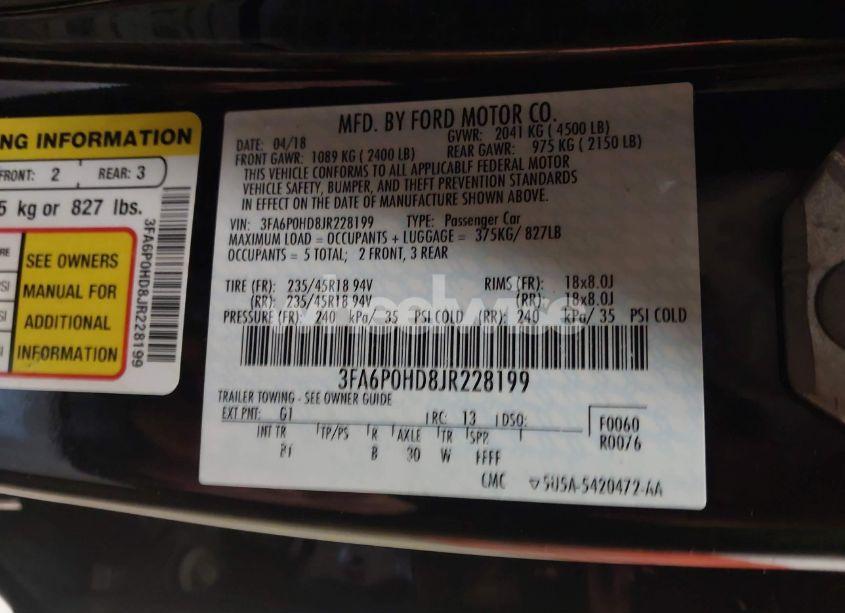 NG INFORMATION
FRONT: 2 REAR: 3
5 kg or 827 lbs.
SEE OWNERS
MANUAL FOR
ADDITIONAL
INFORMATION
3FA6P0HD8JR228199
MFD. BY FORD MOTOR CO.
DATE: 04/18 GVWR: 2041 KG ( 4500 LB)
FRONT GAWR: 1089 KG ( 2400 LB) REAR GAWR: 975 KG ( 2150 LB)
THIS VEHICLE CONFORMS TO ALL APPLICABLF FEDERAL MOTOR
VEHICLE SAFETY, BUMPER, AND THEFT PREVENTION STANDARDS
IN EFFECT ON THE DATE OF MANUFACTURE SHOWN ABOVE.
VIN: 3FA6P0HD8JR228199 TYPE: Passenger Car
MAXIMUM LOAD = OCCUPANTS + LUGGAGE = 375KG/ 827LB
OCCUPANTS = 5 TOTAL; 2 FRONT, 3 REAR
TIRE (FR): 235/45R18 94V RIMS (FR): 18x8.0J
(RR): 235/45R18 94V (RR): 18x8.0J
PRESSURE (FR): 240 kPa/ 35 PSI COLD (RR): 240 kPa/ 35 PSI COLD
3FA6P0HD8JR228199
TRAILER TOWING - SEE OWNER GUIDE
EXT PNT: G1 RC: 13 DSO: F0060
INT TR TP/PS R AXLE TR SPR R0076
B 30 W FFFF
CMC 5U5A-5420472-AA